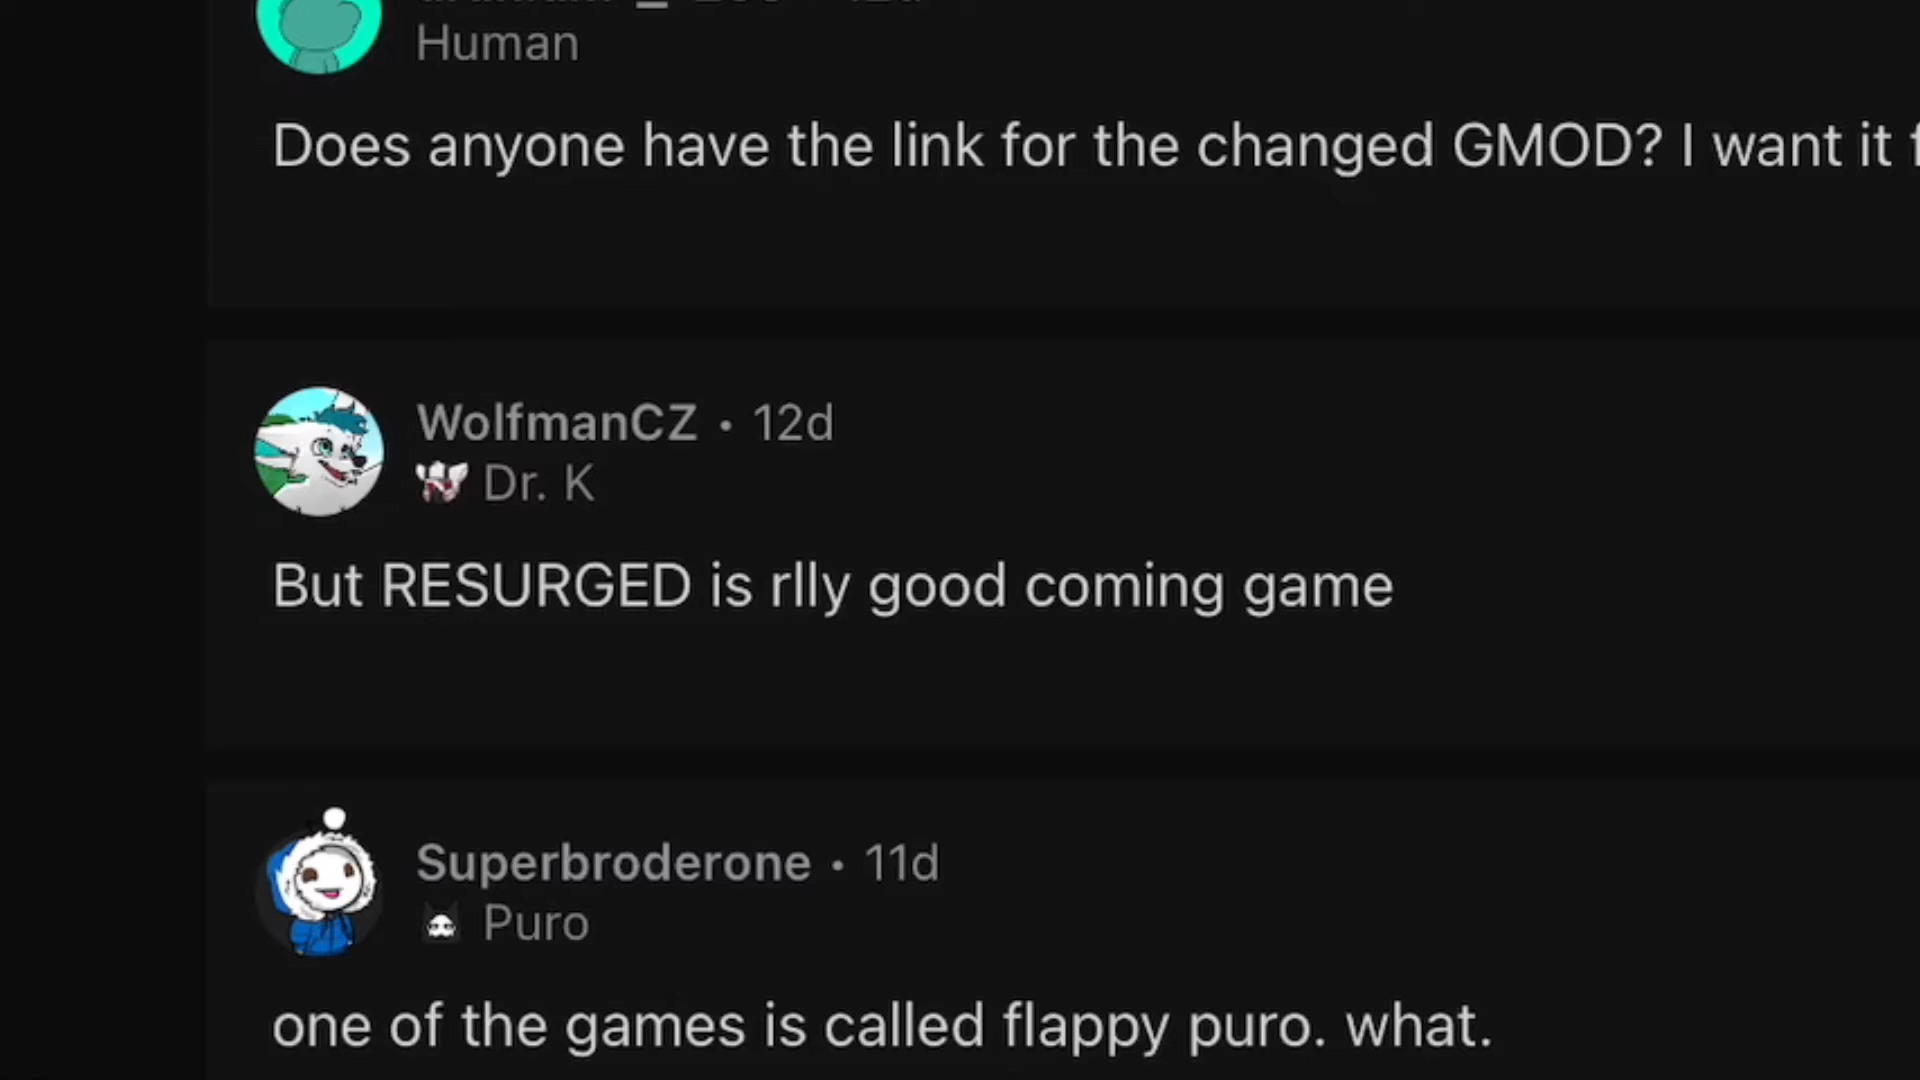 Human
Does anyone have the link for the changed GMOD? I want it
WolfmanCZ • 12d
Dr. K
But RESURGED is rlly good coming game
Superbroderone • 11d
Puro
one of the games is called flappy puro. what.